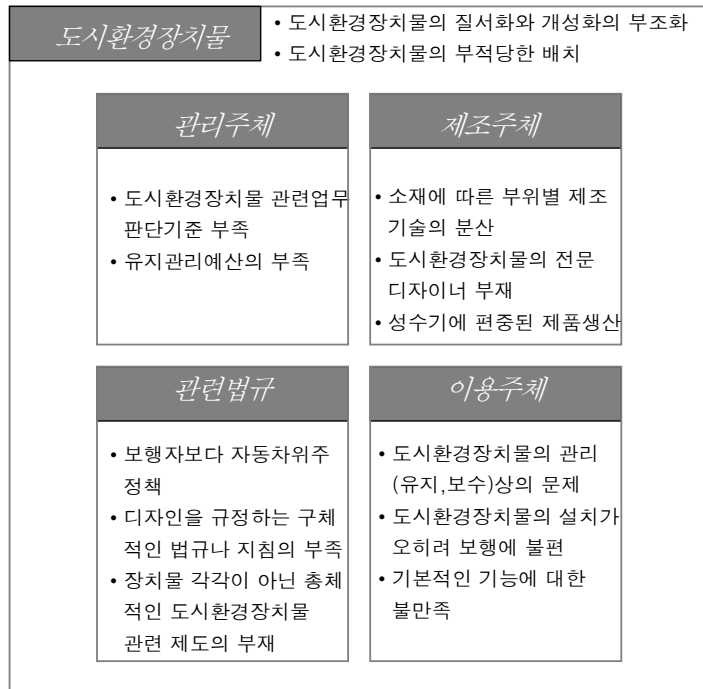 도시환경장치물
• 도시환경장치물의 질서화와 개성화의 부조화
• 도시환경장치물의 부적당한 배치
관리주체
• 도시환경장치물 관련업무
판단기준 부족
• 유지관리예산의 부족
제조주체
• 소재에 따른 부위별 제조
기술의 분산
• 도시환경장치물의 전문
디자이너 부재
• 성수기에 편중된 제품생산
관련법규
• 보행자보다 자동차위주
정책
• 디자인을 규정하는 구체
적인 법규나 지침의 부족
• 장치물 각각이 아닌 총체
적인 도시환경장치물
관련 제도의 부재
이용주체
• 도시환경장치물의 관리
(유지,보수)상의 문제
• 도시환경장치물의 설치가
오히려 보행에 불편
• 기본적인 기능에 대한
불만족